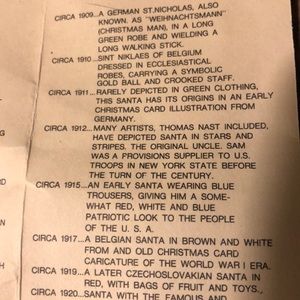 CIRCA 1909...A GERMAN ST.NICHOLAS, ALSO
KNOWN. AS "WEIHNACHTSMANN"
(CHRISTMAS MAN), IN A LONG
GREEN ROBE AND WIELDING A
LONG WALKING STICK.
CIRCA 1910...SINT NIKLAES OF BELGIUM
DRESSED IN ECCLESIASTICAL
ROBES, CARRYING A SYMBOLIC
GOLD BALL AND CROOKED STAFF.
CIRCA 1911...RARELY DEPICTED IN GREEN CLOTHING,
THIS SANTA HAS ITS ORIGINS IN AN EARLY
CHRISTMAS CARD ILLUSTRATION FROM
GERMANY.
CIRCA 1912...MANY ARTISTS, THOMAS NAST INCLUDED,
HAVE DEPICTED SANTA IN STARS AND
STRIPES. THE ORIGINAL UNCLE. SAM
WAS A PROVISIONS SUPPLIER TO U.S.
TROOPS IN NEW YORK STATE BEFORE
THE TURN OF THE CENTURY.
CIRCA 1915...AN EARLY SANTA WEARING BLUE
TROUSERS, GIVING HIM A SOME-
WHAT RED, WHITE AND BLUE
PATRIOTIC LOOK TO THE PEOPLE
OF THE U. S. A.
CIRCA 1917...A BELGIAN SANTA IN BROWN AND WHITE
FROM AND OLD CHRISTMAS CARD
CARICATURE OF THE WORLD WAR I ERA.
CIRCA 1919...A LATER CZECHOSLOVAKIAN SANTA IN
RED, WITH BAGS OF FRUIT AND TOYS.,
CIRCA 1920...SANTA WITH THE FAMOUS AND